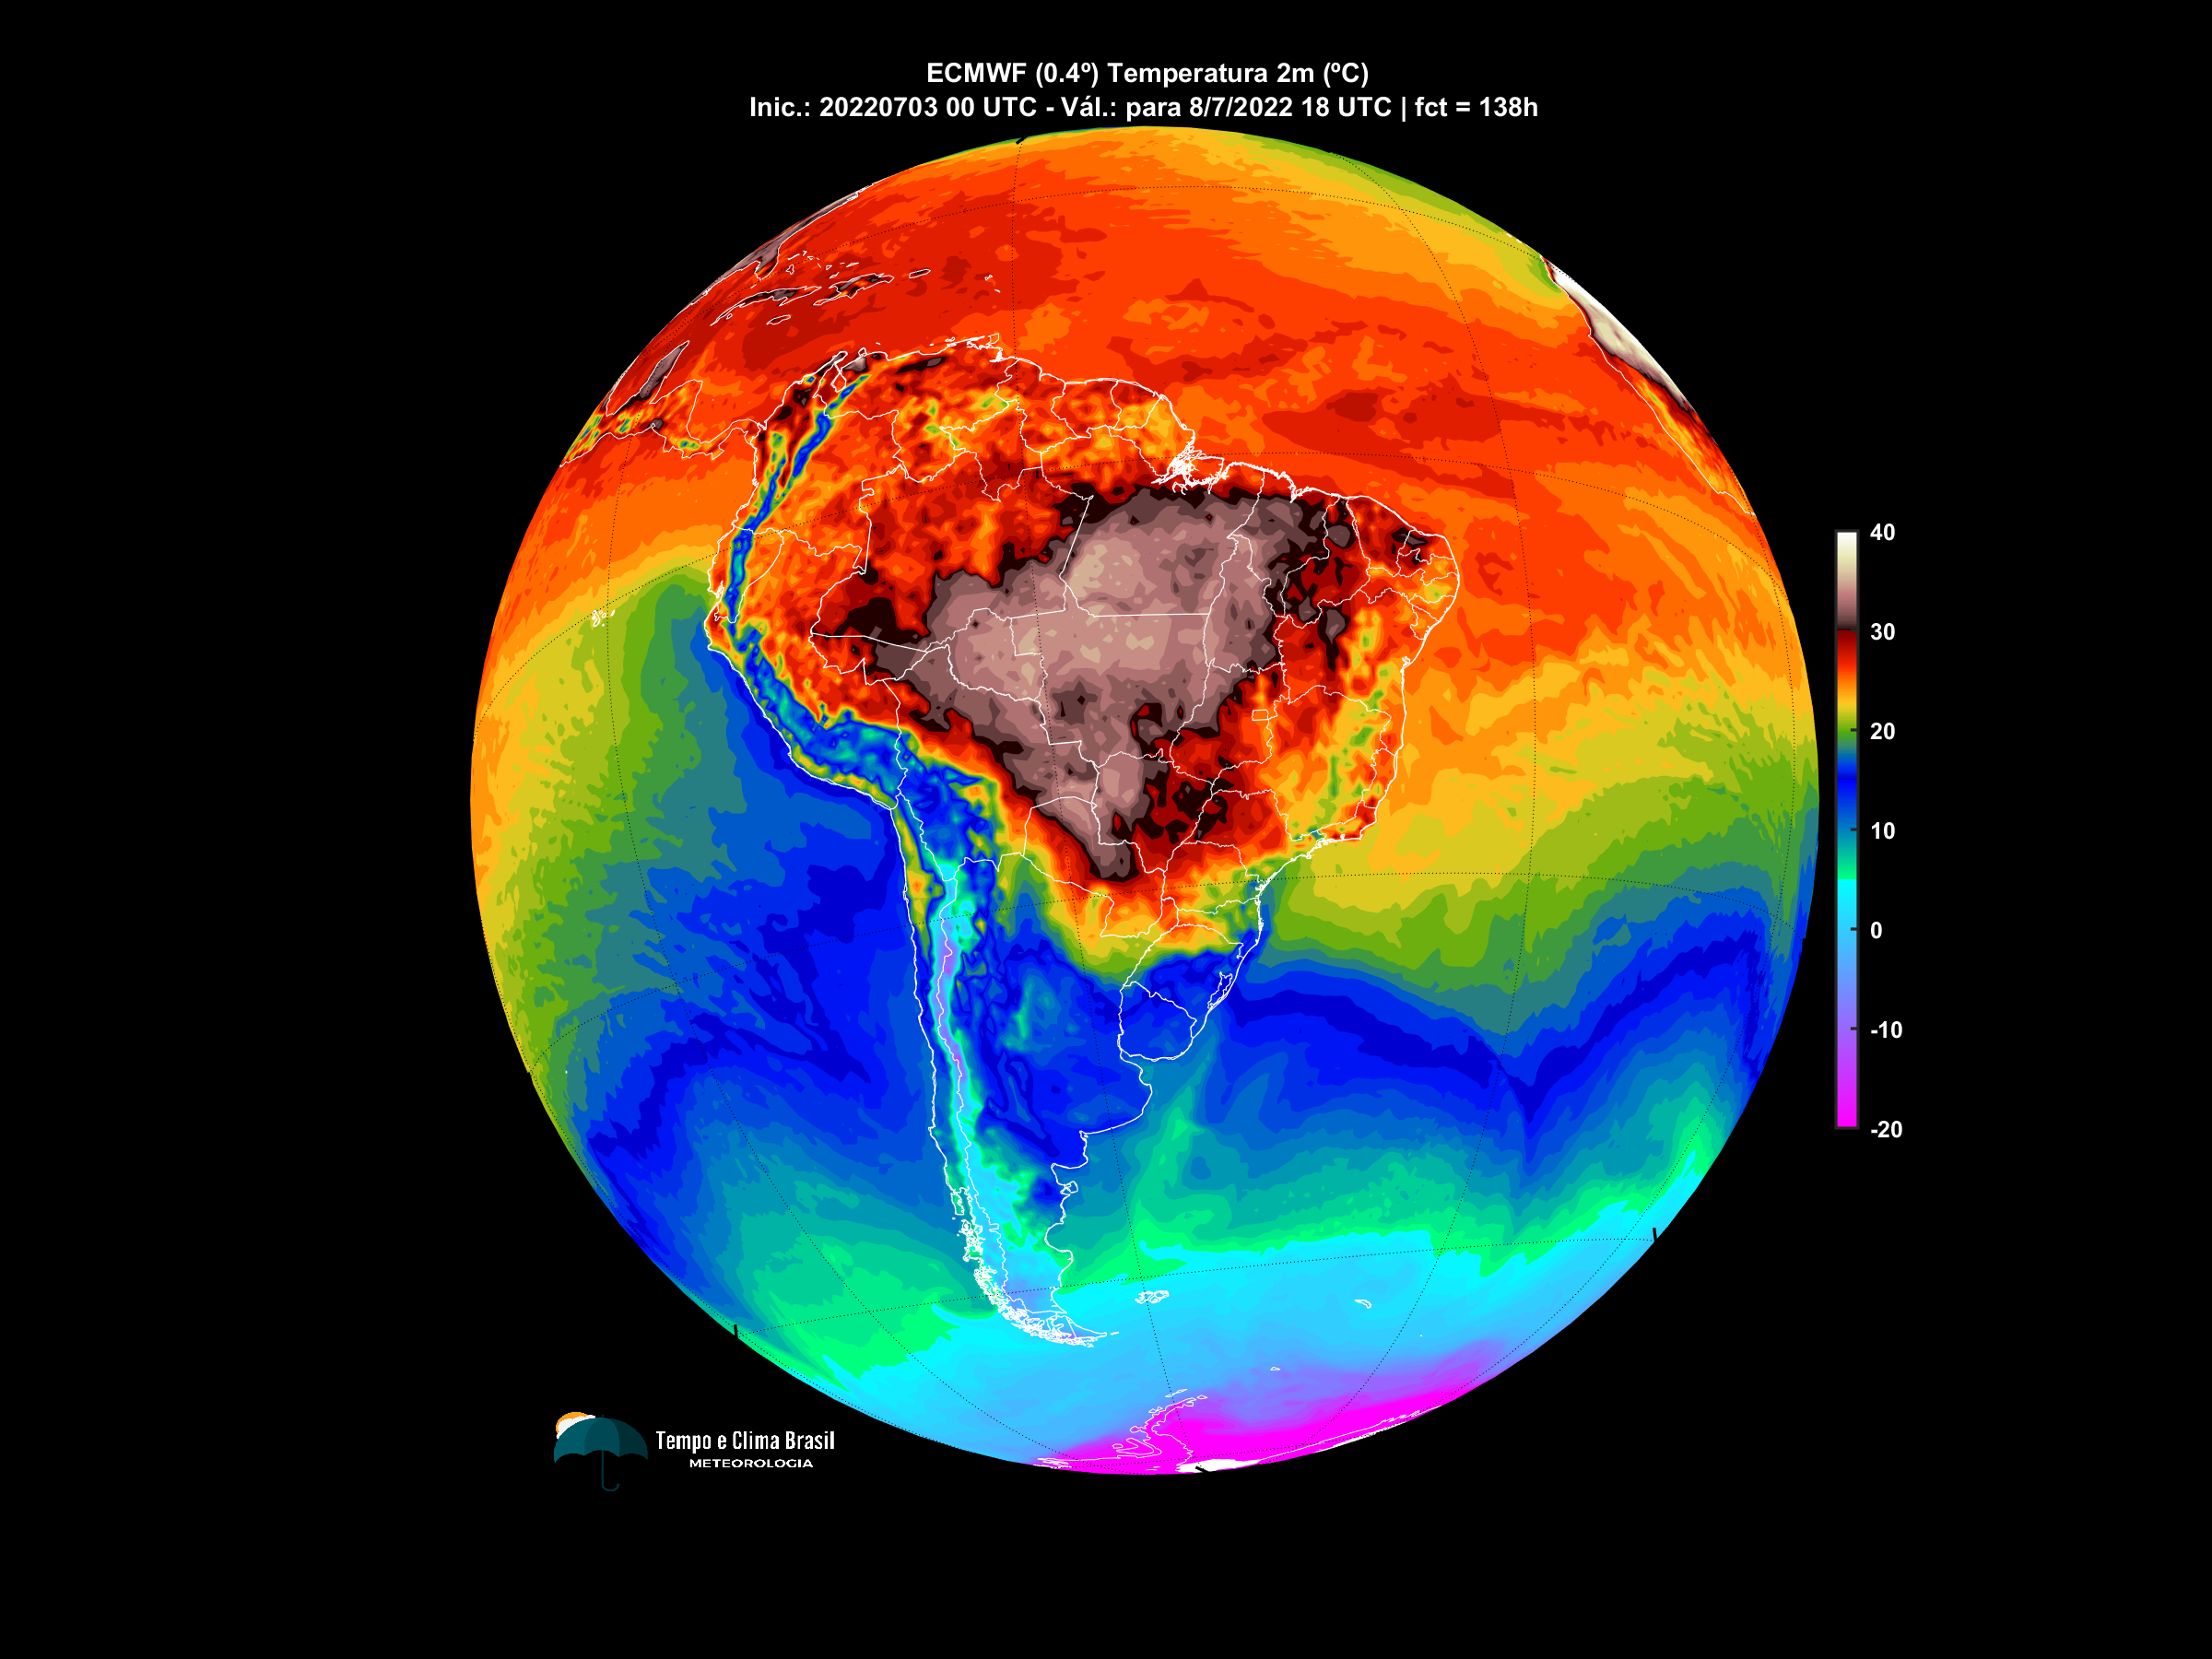 ECMWF (0.4º) Temperatura 2m (ºC)
Inic.: 20220703 00 UTC - Vál.: para 8/7/2022 18 UTC | fct = 138h
40
30
20
10
0
-10
-20
Tempo e Clima Brasil
METEOROLOGIA